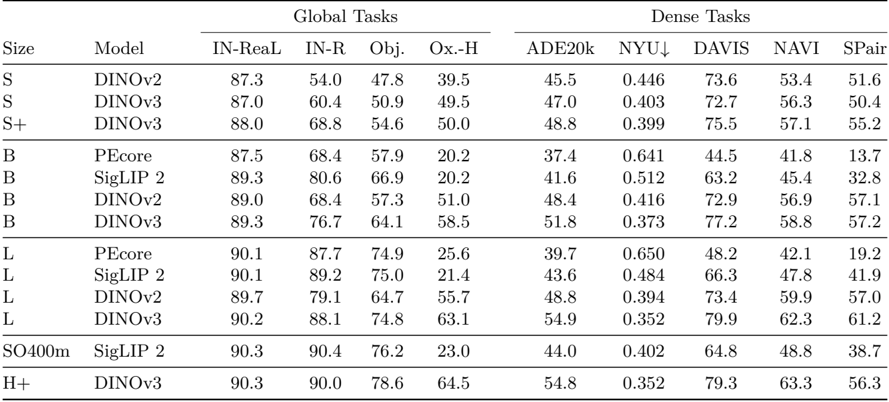 Global Tasks Dense Tasks
Size Model IN-ReaL IN-R Obj. Ox.-H ADE20k NYU↓ DAVIS NAVI SPair
S DINOv2 87.3 54.0 47.8 39.5 45.5 0.446 73.6 53.4 51.6
S DINOv3 87.0 60.4 50.9 49.5 47.0 0.403 72.7 56.3 50.4
S+ DINOv3 88.0 68.8 54.6 50.0 48.8 0.399 75.5 57.1 55.2
B PEcore 87.5 68.4 57.9 20.2 37.4 0.641 44.5 41.8 13.7
B SigLIP 2 89.3 80.6 66.9 20.2 41.6 0.512 63.2 45.4 32.8
B DINOv2 89.0 68.4 57.3 51.0 48.4 0.416 72.9 56.9 57.1
B DINOv3 89.3 76.7 64.1 58.5 51.8 0.373 77.2 58.8 57.2
L PEcore 90.1 87.7 74.9 25.6 39.7 0.650 48.2 42.1 19.2
L SigLIP 2 90.1 89.2 75.0 21.4 43.6 0.484 66.3 47.8 41.9
L DINOv2 89.7 79.1 64.7 55.7 48.8 0.394 73.4 59.9 57.0
L DINOv3 90.2 88.1 74.8 63.1 54.9 0.352 79.9 62.3 61.2
SO400m SigLIP 2 90.3 90.4 76.2 23.0 44.0 0.402 64.8 48.8 38.7
H+ DINOv3 90.3 90.0 78.6 64.5 54.8 0.352 79.3 63.3 56.3